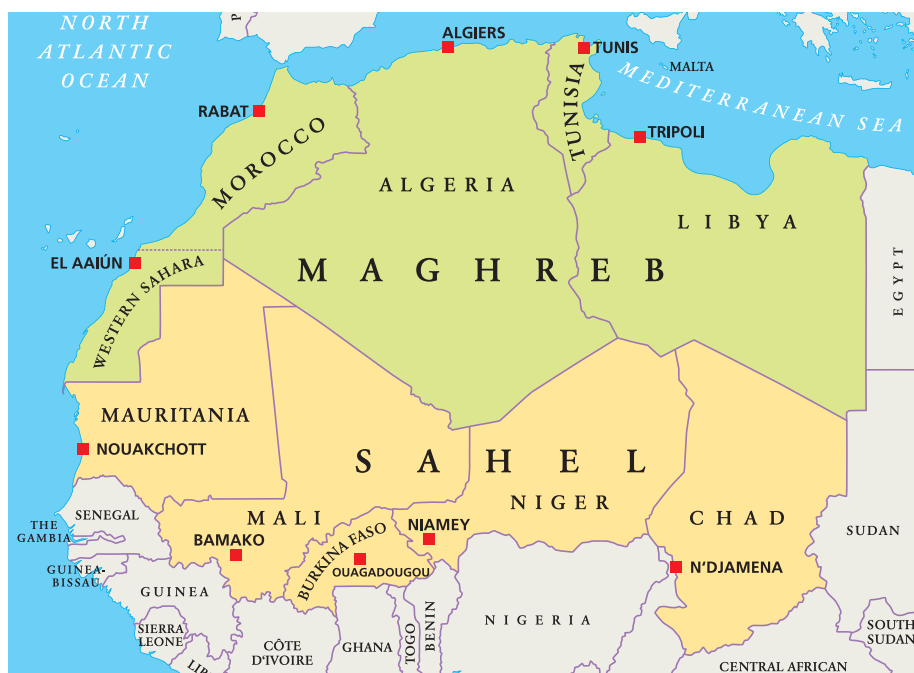 NORTH
ATLANTIC
OCEAN
P
ALGIERS
TUNIS
MALTA
MEDITERRANEAN SEA
RABAT
TUNISIA
TRIPOLI
MOROCCO
ALGERIA
LIBYA
EL AAIÚN
WESTERN SAHARA
MAGHREB
EGYPT
MAURITANIA
NOUAKCHOTT
SAHEL
NIGER
SENEGAL
MALI
NIAMEY
CHAD
THE
GAMBIA
BAMAKO
BURKINA FASO
OUAGADOUGOU
SUDAN
N'DJAMENA
GUINEA-
BISSAU
GUINEA
NIGERIA
SIERRA
LEONE
CÔTE
D'IVOIRE
GHANA
TOGO
BENIN
SOUTH
SUDAN
LIB
CENTRAL AFRICAN